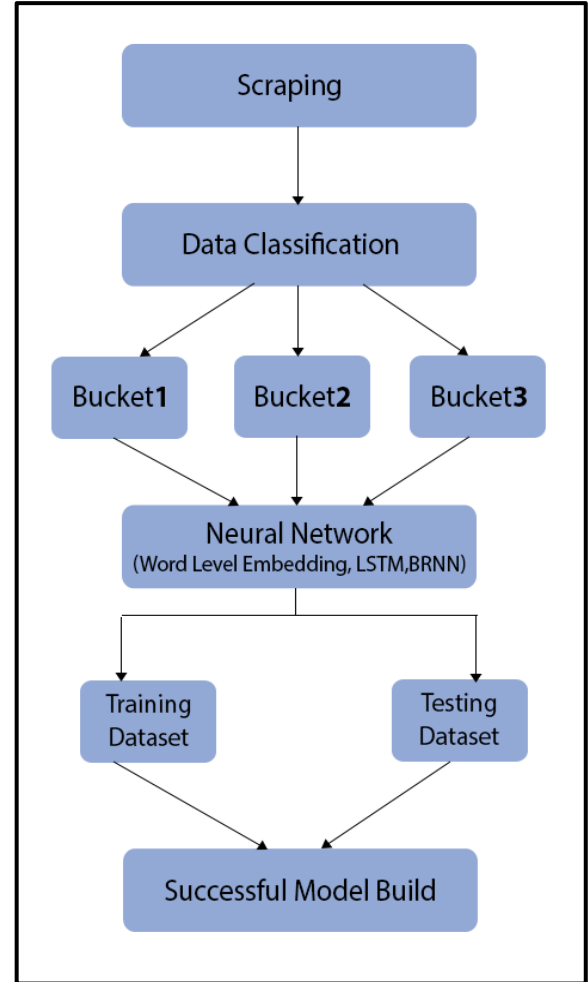 Scraping
Data Classification
Bucket1
Bucket2
Bucket3
Neural Network
(Word Level Embedding, LSTM,BRNN)
Training
Dataset
Testing
Dataset
Successful Model Build